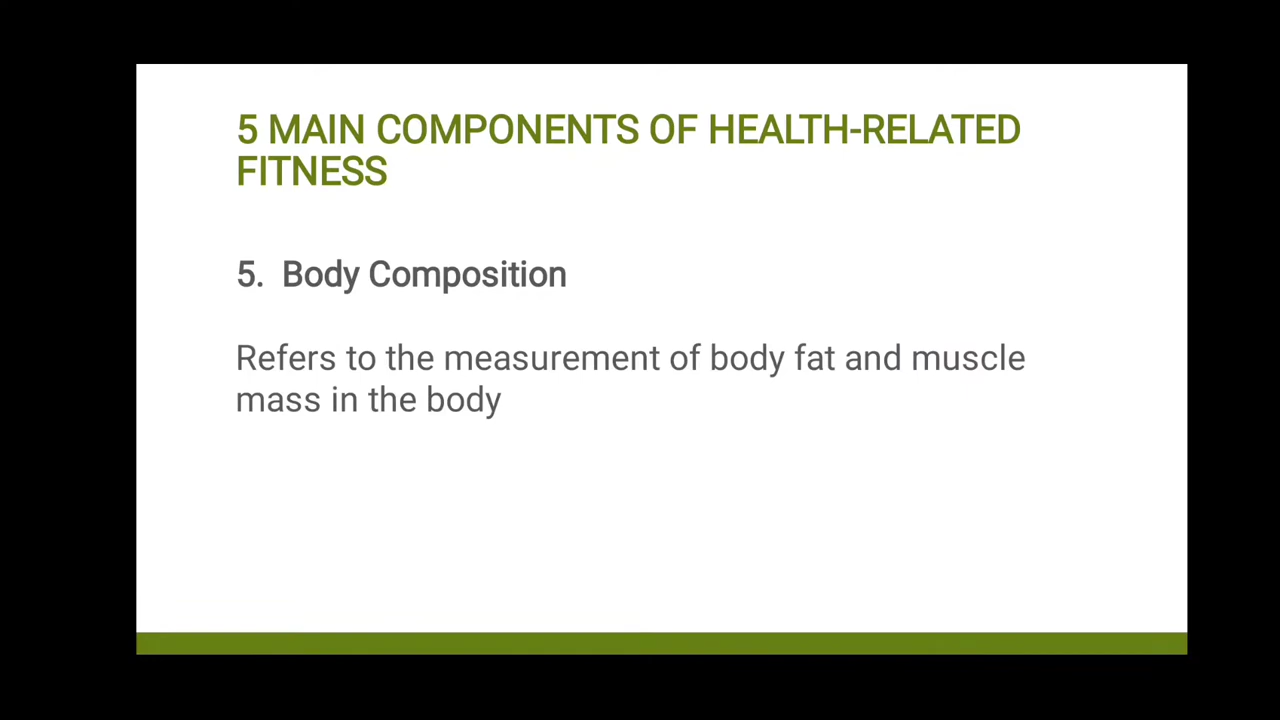 5 MAIN COMPONENTS OF HEALTH-RELATED
FITNESS
5. Body Composition
Refers to the measurement of body fat and muscle
mass in the body